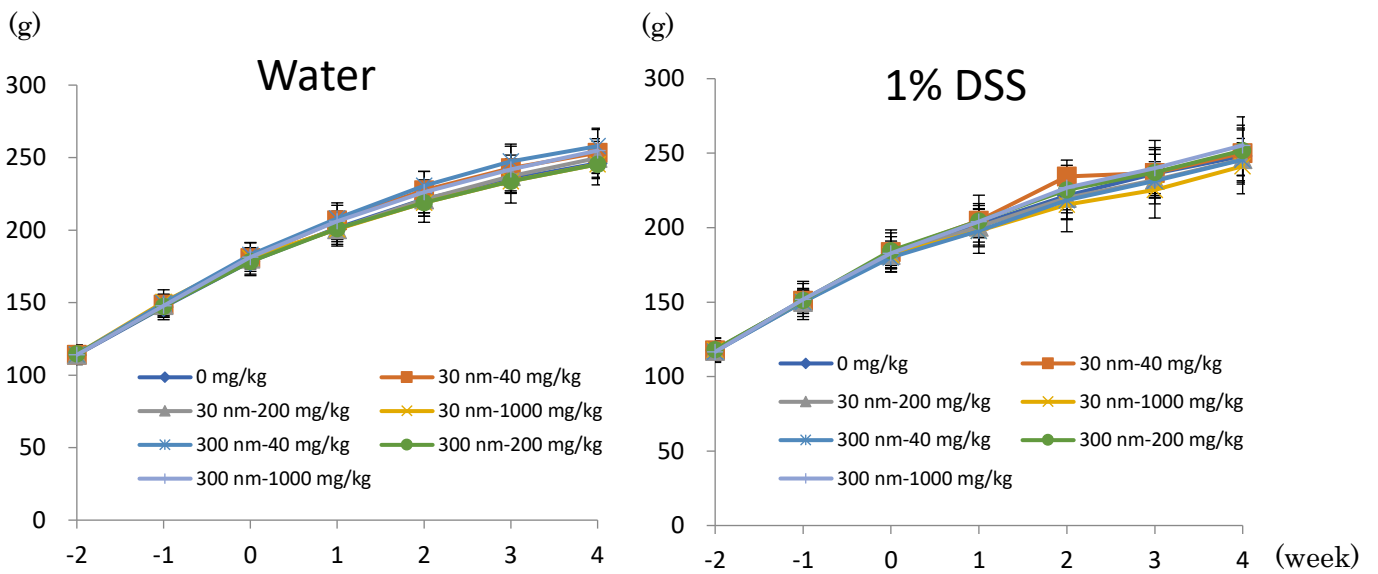 (g)
Water
300
250
200
150
100
50
0
-2 -1 0 1 2 3 4
0 mg/kg 30 nm-40 mg/kg
30 nm-200 mg/kg 30 nm-1000 mg/kg
300 nm-40 mg/kg 300 nm-200 mg/kg
300 nm-1000 mg/kg
(g)
1% DSS
300
250
200
150
100
50
0
-2 -1 0 1 2 3 4 (week)
0 mg/kg 30 nm-40 mg/kg
30 nm-200 mg/kg 30 nm-1000 mg/kg
300 nm-40 mg/kg 300 nm-200 mg/kg
300 nm-1000 mg/kg